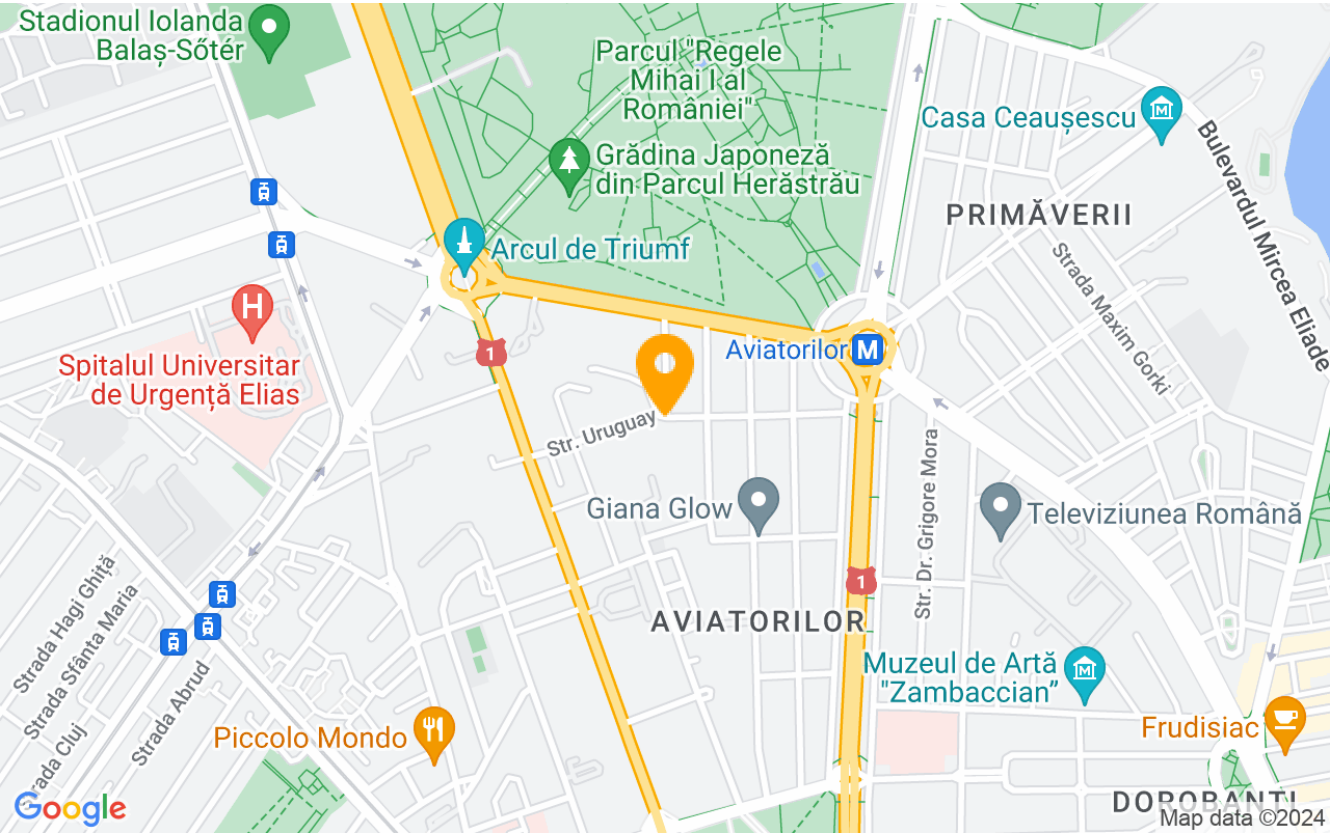 Stadionul Iolanda
Balaș-Sőtér
Parcul "Regele
Mihai I al
României"
Casa Ceaușescu
Grădina Japoneză
din Parcul Herăstrău
Bulevardul Mircea Eliade
PRIMĂVERII
Arcul de Triumf
Strada Maxim Gorki
H
Spitalul Universitar
de Urgență Elias
1
Aviatorilor M
Str. Uruguay
Str. Dr. Grigore Mora
Giana Glow
Televiziunea Română
1
Strada Hagi Ghiță
Strada Sfânta Maria
AVIATORILOR
Strada Abrud
Muzeul de Artă
"Zambaccian”
Piccolo Mondo
Frudisiac
Strada Cluj
Google
DOROBANȚI
Map data ©2024